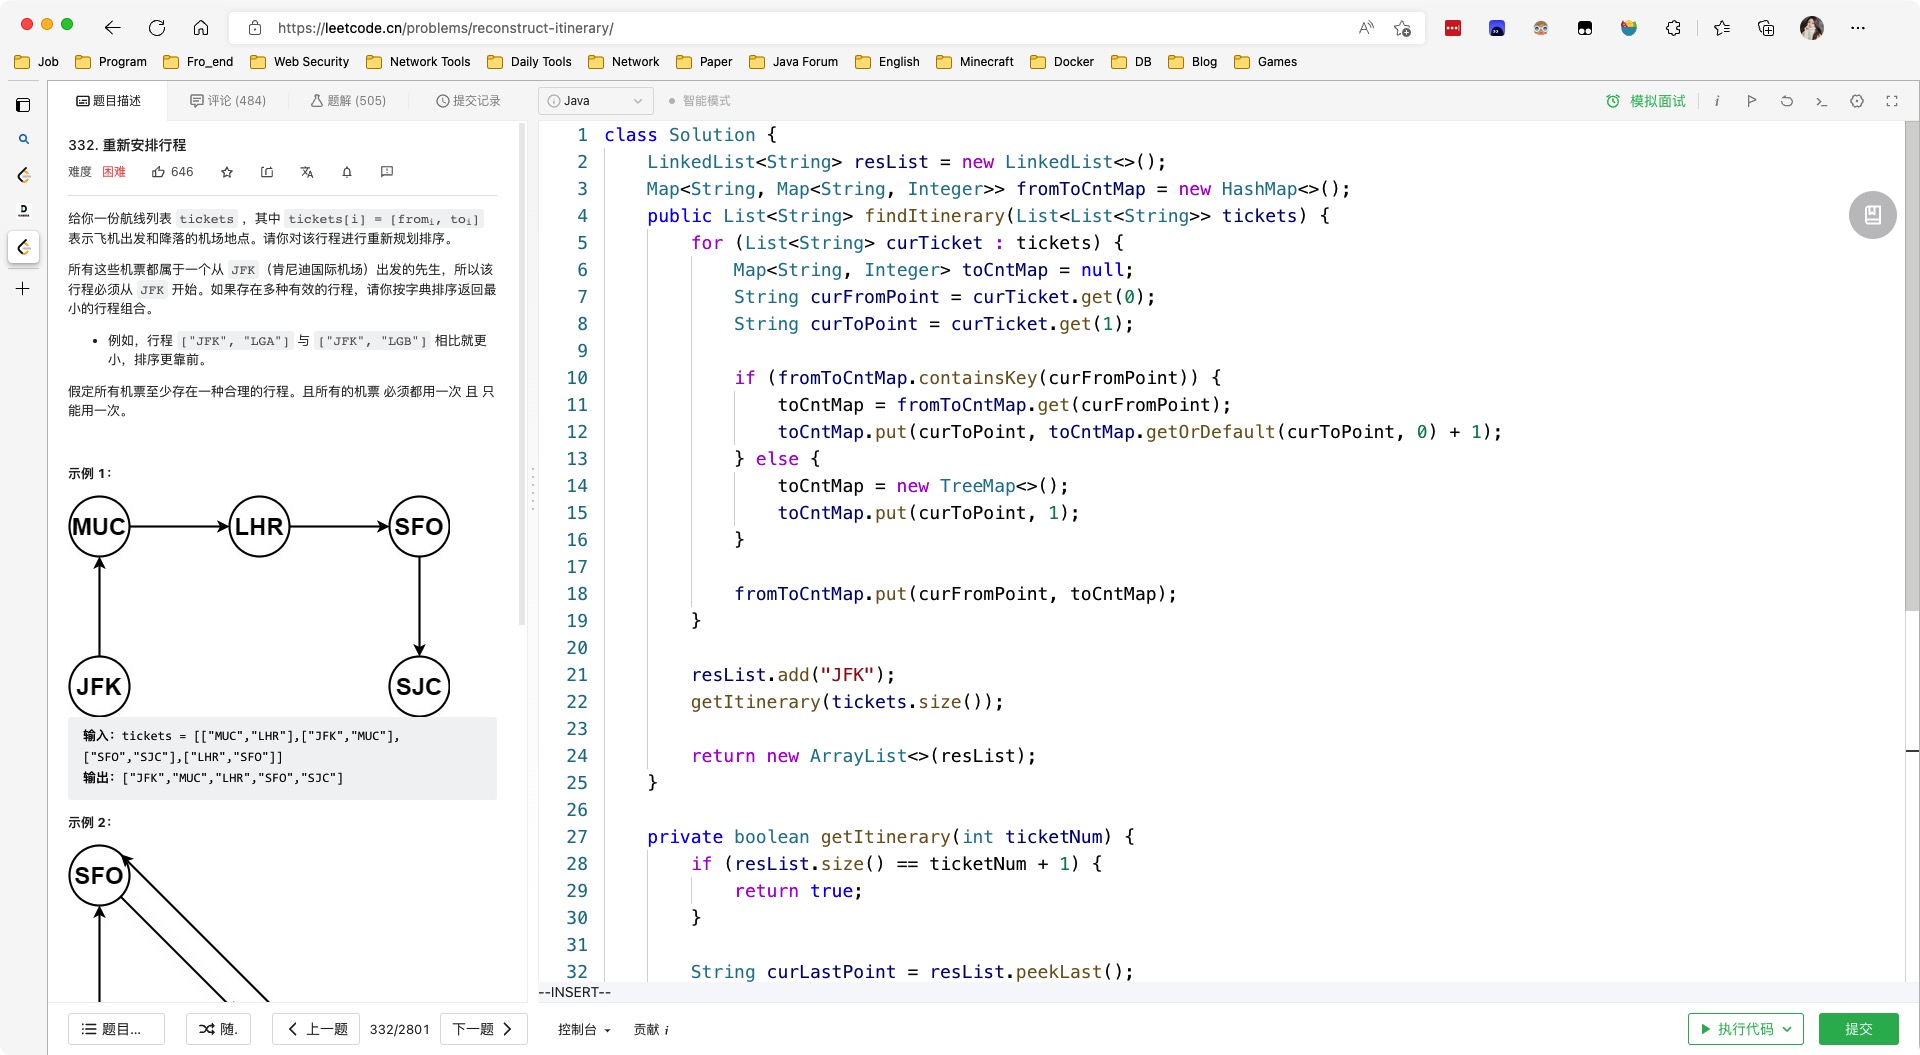 https://leetcode.cn/problems/reconstruct-itinerary/
Job Program Fro_end Web Security Network Tools Daily Tools Network Paper Java Forum English Minecraft Docker DB Blog Games
题目描述 评论 (484) 题解 (505) 提交记录 Java 智能模式 模拟面试
332. 重新安排行程
难度 困难 646
给你一份航线列表 tickets ，其中 tickets[i] = [fromᵢ, toᵢ]
表示飞机出发和降落的机场地点。请你对该行程进行重新规划排序。
所有这些机票都属于一个从 JFK（肯尼迪国际机场）出发的先生，所以该
行程必须从 JFK 开始。如果存在多种有效的行程，请你按字典排序返回最
小的行程组合。
• 例如，行程 ["JFK", "LGA"] 与 ["JFK", "LGB"] 相比就更
小，排序更靠前。
假定所有机票至少存在一种合理的行程。且所有的机票 必须都用一次 且 只
能用一次。
示例 1：
MUC LHR SFO
JFK SJC
输入：tickets = [["MUC","LHR"],["JFK","MUC"],
["SFO","SJC"],["LHR","SFO"]]
输出：["JFK","MUC","LHR","SFO","SJC"]
示例 2：
SFO
1 class Solution {
2 LinkedList<String> resList = new LinkedList<>();
3 Map<String, Map<String, Integer>> fromToCntMap = new HashMap<>();
4 public List<String> findItinerary(List<List<String>> tickets) {
5 for (List<String> curTicket : tickets) {
6 Map<String, Integer> toCntMap = null;
7 String curFromPoint = curTicket.get(0);
8 String curToPoint = curTicket.get(1);
9
10 if (fromToCntMap.containsKey(curFromPoint)) {
11 toCntMap = fromToCntMap.get(curFromPoint);
12 toCntMap.put(curToPoint, toCntMap.getOrDefault(curToPoint, 0) + 1);
13 } else {
14 toCntMap = new TreeMap<>();
15 toCntMap.put(curToPoint, 1);
16 }
17
18 fromToCntMap.put(curFromPoint, toCntMap);
19 }
20
21 resList.add("JFK");
22 getItinerary(tickets.size());
23
24 return new ArrayList<>(resList);
25 }
26
27 private boolean getItinerary(int ticketNum) {
28 if (resList.size() == ticketNum + 1) {
29 return true;
30 }
31
32 String curLastPoint = resList.peekLast();
--INSERT--
题目... 随. 上一题 332/2801 下一题 控制台 贡献 i 执行代码 提交